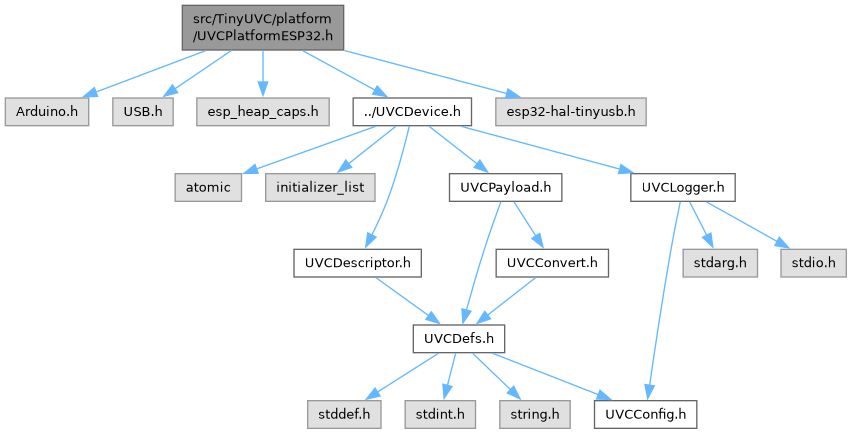 src/TinyUVC/platform
/UVCPlatformESP32.h
Arduino.h
USB.h
esp_heap_caps.h
../UVCDevice.h
esp32-hal-tinyusb.h
atomic
initializer_list
UVCPayload.h
UVCLogger.h
UVCDescriptor.h
UVCConvert.h
stdarg.h
stdio.h
UVCDefs.h
stddef.h
stdint.h
string.h
UVCConfig.h